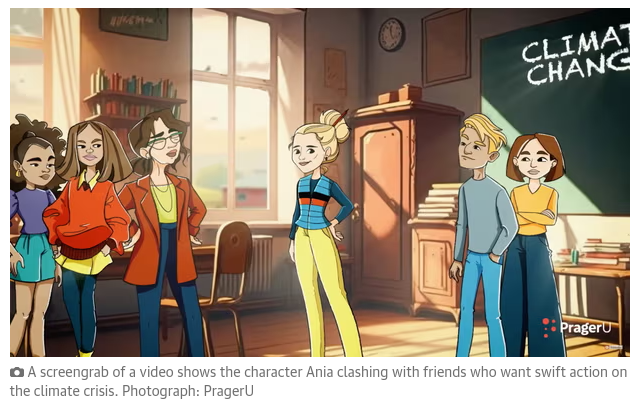 CLIMAT
CHANG
PragerU
A screengrab of a video shows the character Ania clashing with friends who want swift action on
the climate crisis. Photograph: PragerU